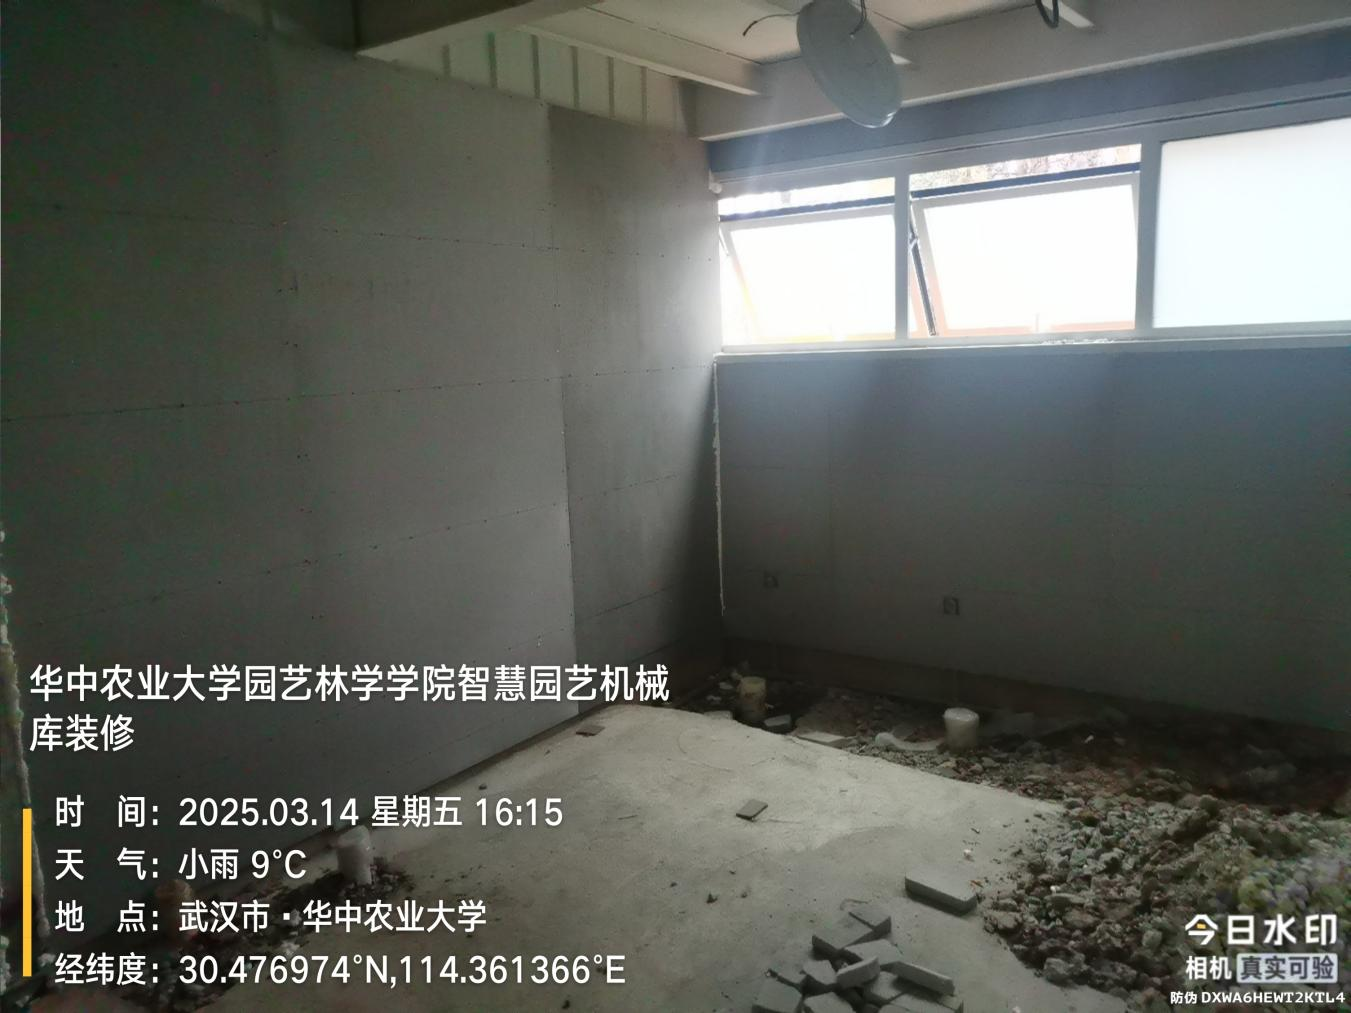 华中农业大学园艺林学学院智慧园艺机械
库装修
时 间：2025.03.14 星期五 16:15
天 气：小雨 9°C
地 点：武汉市·华中农业大学
经纬度：30.476974°N,114.361366°E
今日水印
相机 真实可验
防伪 DXWA6HEWT2KTL4